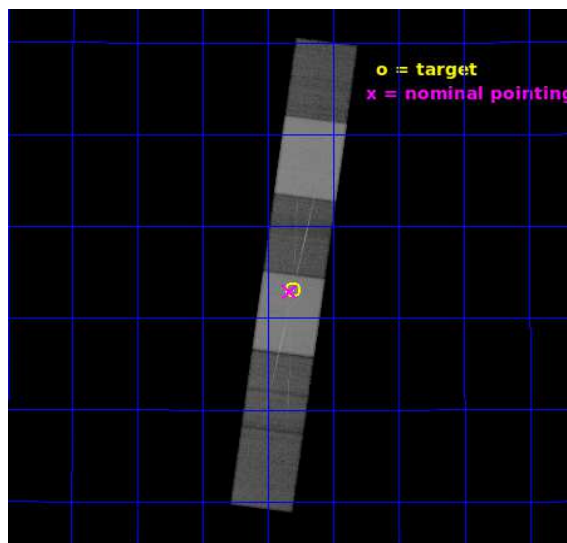 o = target
x = nominal pointing